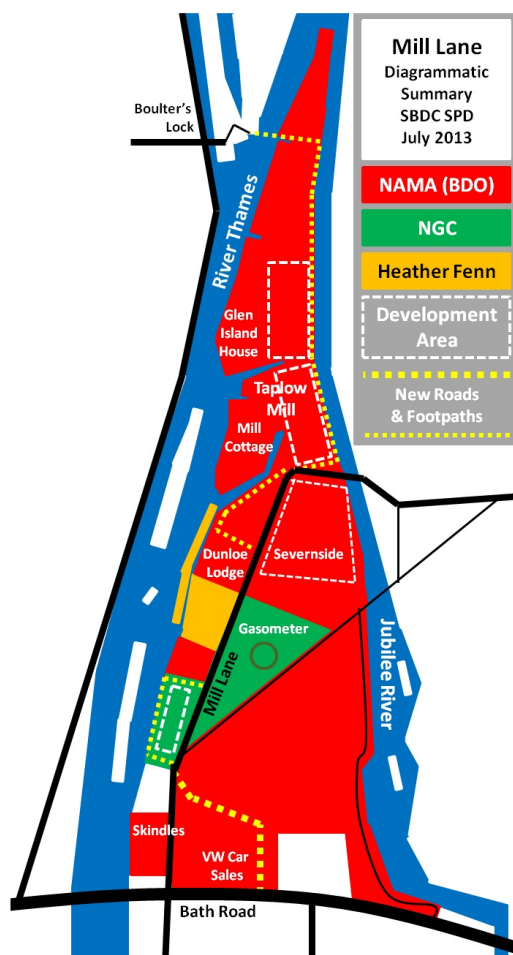 Mill Lane
Diagrammatic
Summary
SBDC SPD
July 2013
NAMA (BDO)
NGC
Heather Fenn
Development
Area
New Roads
& Footpaths
Boulter's
Lock
River Thames
Glen
Island
House
Taplow
Mill
Mill
Cottage
Dunloe
Lodge
Severnside
Gasometer
Mill Lane
Jubilee River
Skindles
VW Car
Sales
Bath Road